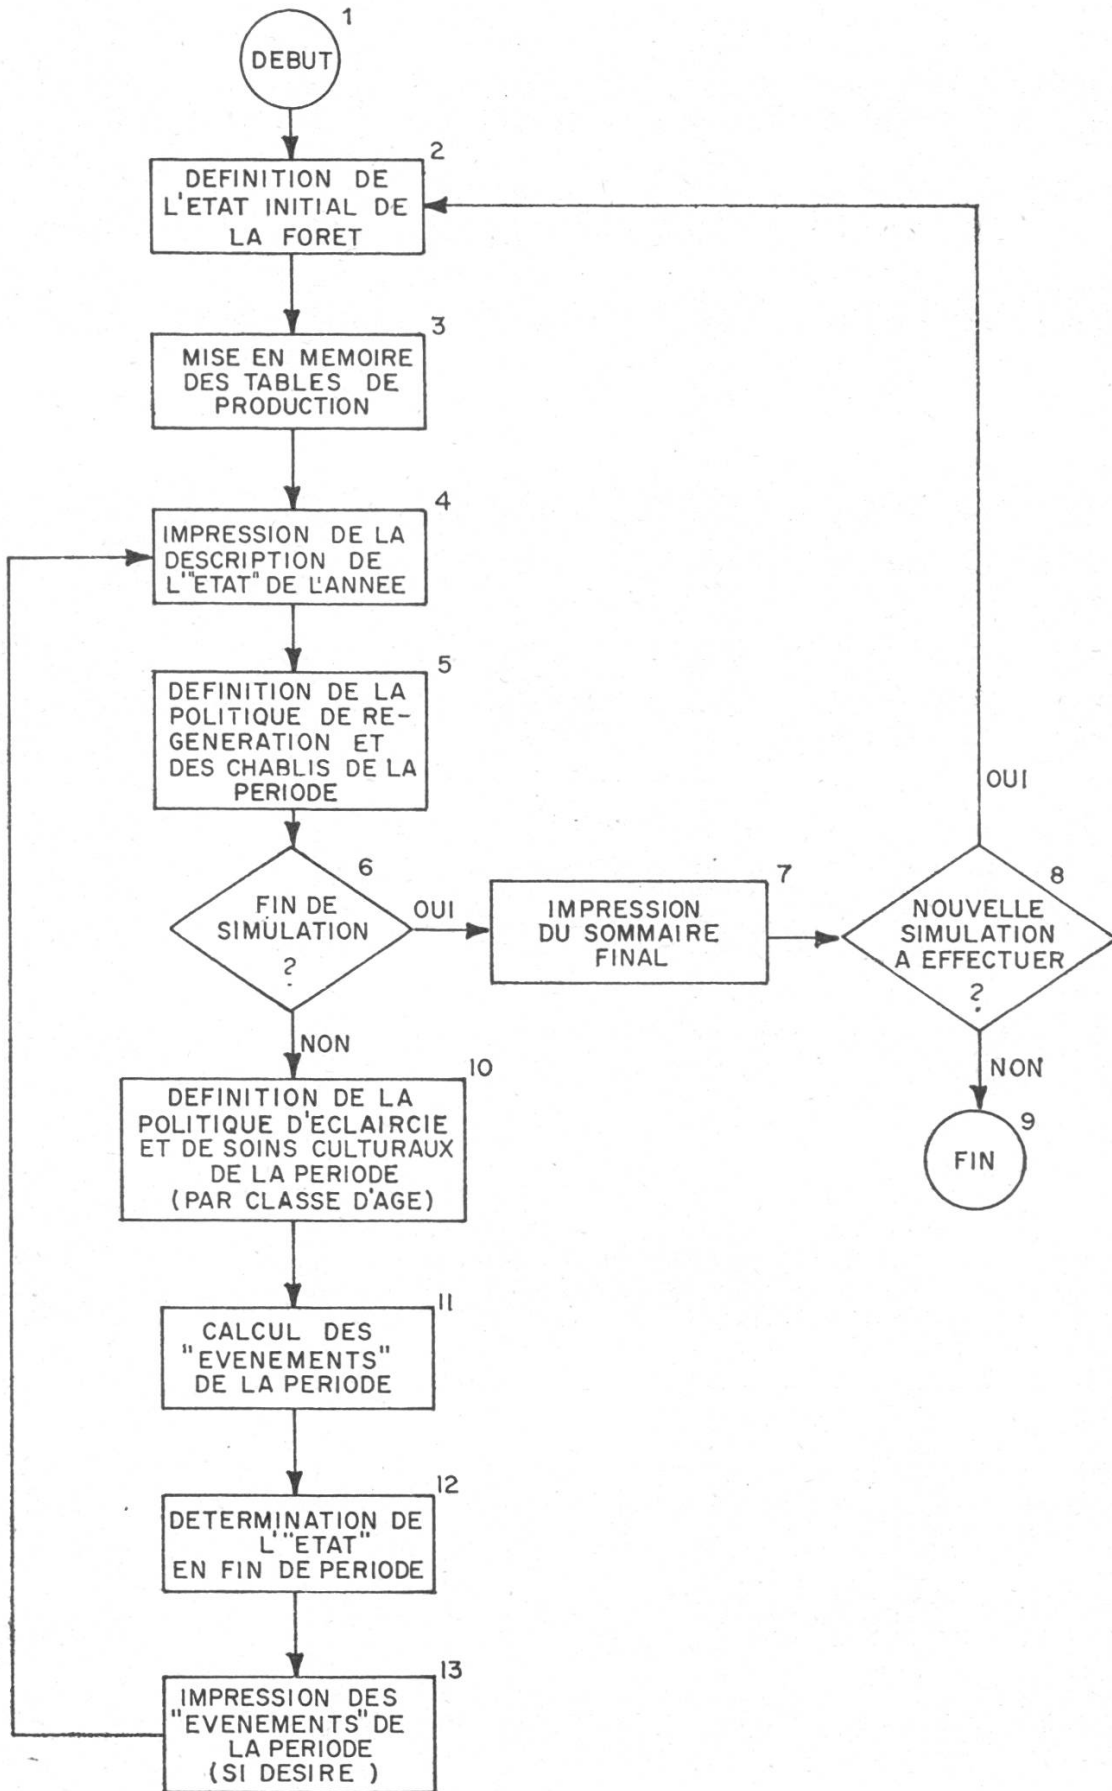 1
DEBUT
2
DEFINITION DE
L'ETAT INITIAL DE
LA FORET
3
MISE EN MEMOIRE
DES TABLES DE
PRODUCTION
4
IMPRESSION DE LA
DESCRIPTION DE
L'"ETAT" DE L'ANNEE
5
DEFINITION DE LA
POLITIQUE DE RE-
GENERATION ET
DES CHABLIS DE LA
PERIODE
6
FIN DE
SIMULATION
?
OUI
7
IMPRESSION
DU SOMMAIRE
FINAL
8
NOUVELLE
SIMULATION
A EFFECTUER
?
OUI
NON
9
FIN
NON
10
DEFINITION DE LA
POLITIQUE D'ECLAIRCIE
ET DE SOINS CULTURAUX
DE LA PERIODE
(PAR CLASSE D'AGE)
11
CALCUL DES
"EVENEMENTS"
DE LA PERIODE
12
DETERMINATION DE
L'"ETAT"
EN FIN DE PERIODE
13
IMPRESSION DES
"EVENEMENTS" DE
LA PERIODE
(SI DESIRE)